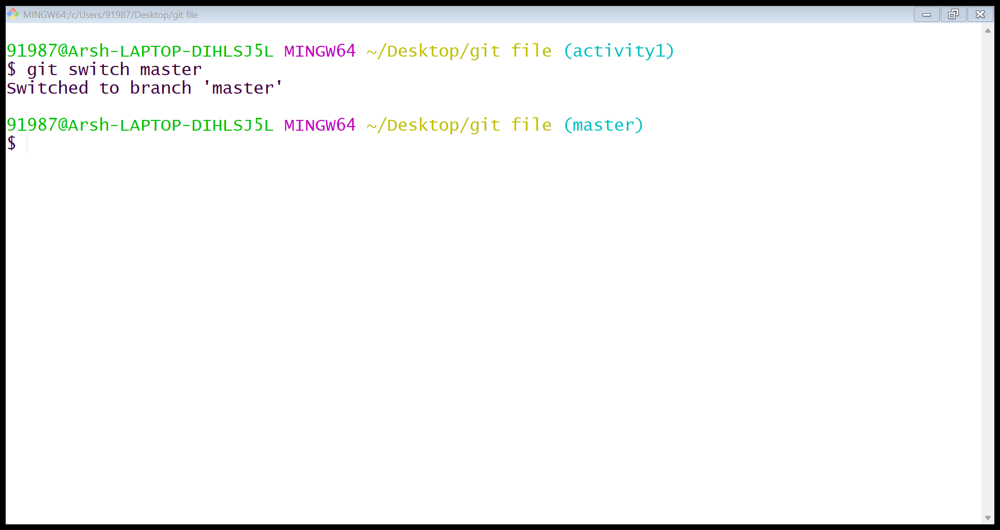 MINGW64:/c/Users/91987/Desktop/git file
91987@Arsh-LAPTOP-DIHLSJ5L MINGW64 ~/Desktop/git file (activity1)
$ git switch master
Switched to branch 'master'
91987@Arsh-LAPTOP-DIHLSJ5L MINGW64 ~/Desktop/git file (master)
$